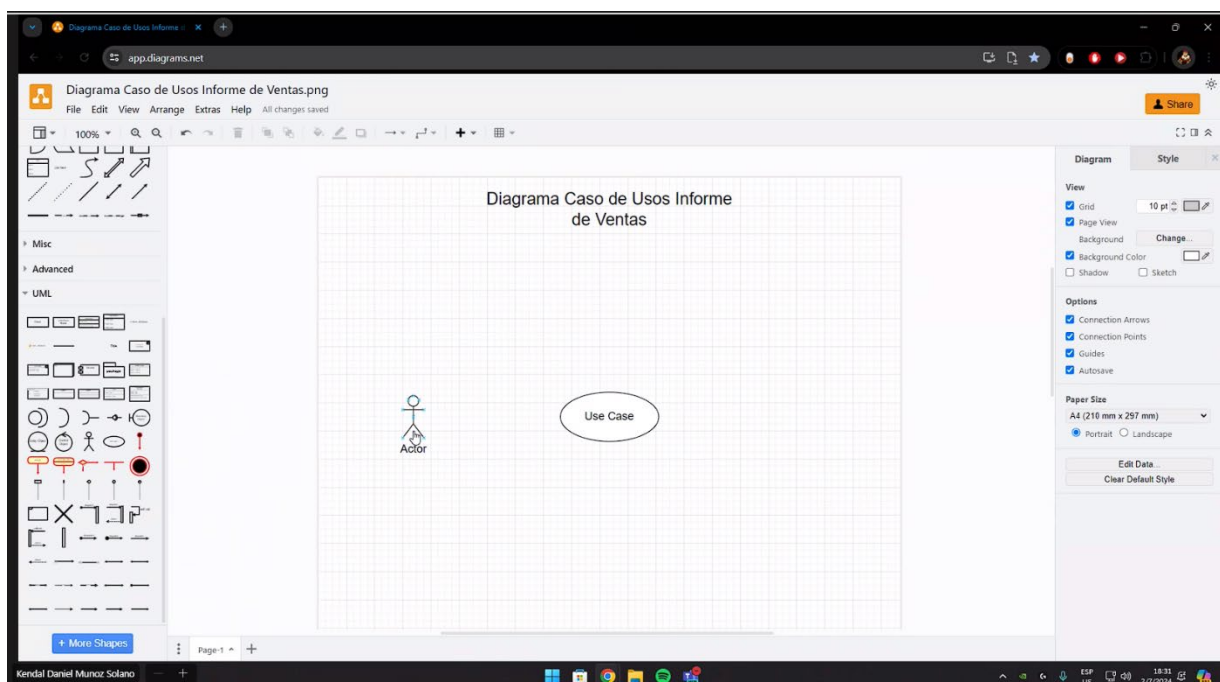 Diagrama Caso de Usos Informe d
app.diagrams.net
Diagrama Caso de Usos Informe de Ventas.png
File Edit View Arrange Extras Help All changes saved
Share
100%
Diagram Style
View
Grid 10 pt
Page View
Background Change...
Background Color
Shadow Sketch
Options
Connection Arrows
Connection Points
Guides
Autosave
Paper Size
A4 (210 mm x 297 mm)
Portrait Landscape
Edit Data...
Clear Default Style
Misc
Advanced
UML
+ More Shapes
Diagrama Caso de Usos Informe
de Ventas
Use Case
Actor
Page-1
Kendal Daniel Munoz Solano
ESP
18:31
2/7/2024